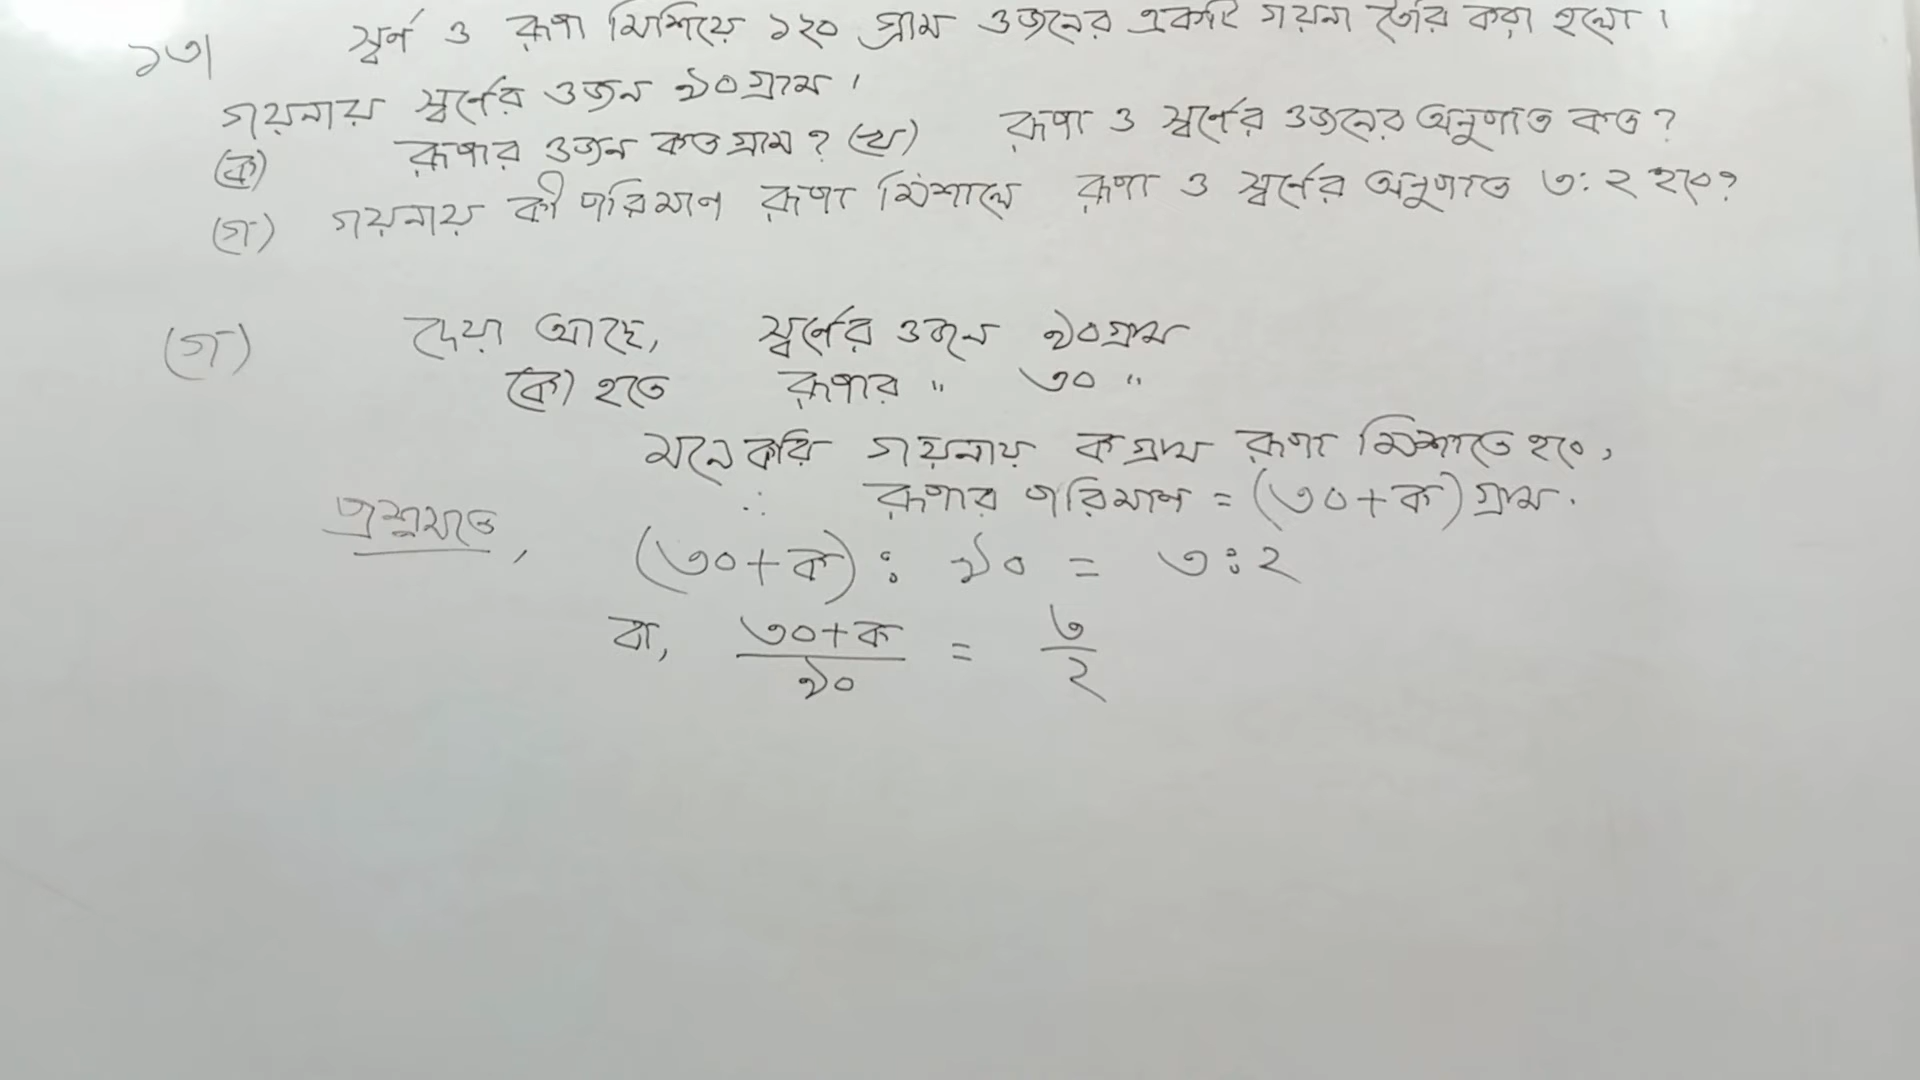 ১৩। স্বর্ণ ও রূপা মিশিয়ে ১২০ গ্রাম ওজনের একটি গয়না তৈরি করা হলো।
গয়নায় স্বর্ণের ওজন ৯০ গ্রাম।
(ক) রূপার ওজন কত গ্রাম? (খ) রূপা ও স্বর্ণের ওজনের অনুপাত কত?
(গ) গয়নায় কী পরিমাণ রূপা মিশালে রূপা ও স্বর্ণের অনুপাত ৩:২ হবে?
(গ) দেয়া আছে, স্বর্ণের ওজন ৯০ গ্রাম
(ক) হতে রূপার " ৩০ "
মনে করি গয়নায় ক গ্রাম রূপা মিশাতে হবে,
∴ রূপার পরিমাণ = (৩০+ক) গ্রাম.
প্রশ্নমতে, (৩০+ক) : ৯০ = ৩:২
বা, ৩০+ক/৯০ = ৩/২